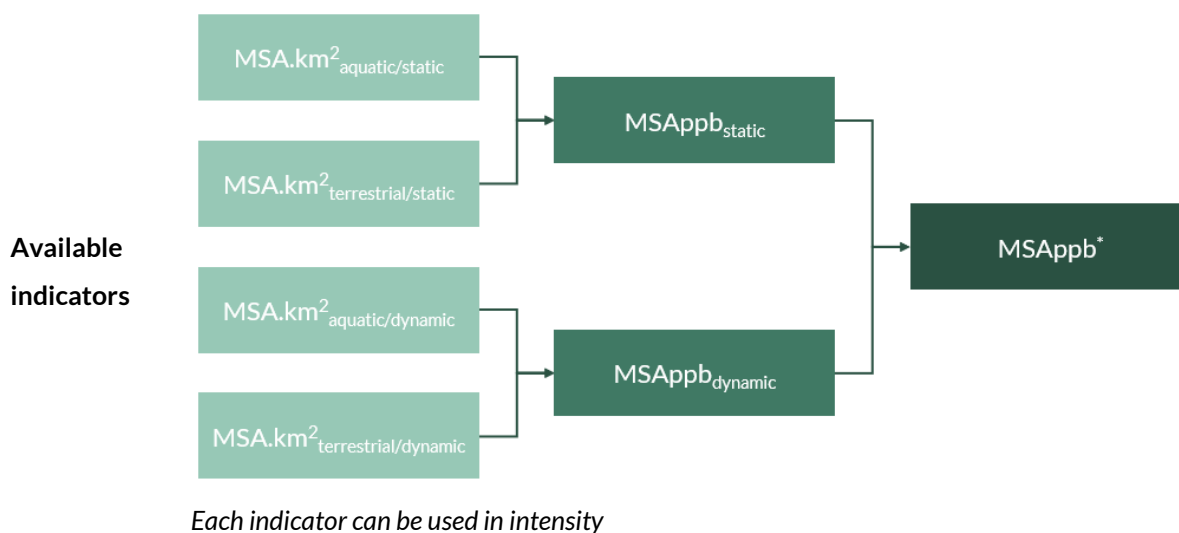 MSA.km²aquatic/static
MSAppbstatic
MSA.km²terrestrial/static
Available
indicators
MSAppb*
MSA.km²aquatic/dynamic
MSAppbdynamic
MSA.km²terrestrial/dynamic
Each indicator can be used in intensity